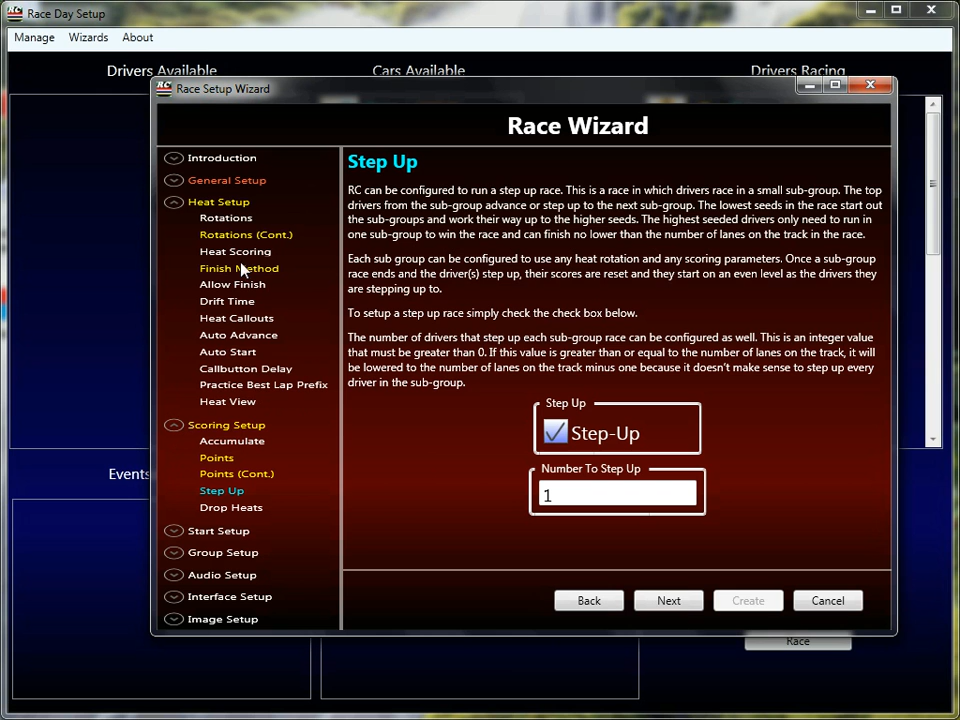 Race Day Setup
Manage Wizards About
Drivers Available Cars Available Drivers Racing
Race Setup Wizard
Race Wizard
Introduction
General Setup
Heat Setup
Rotations
Rotations (Cont.)
Heat Scoring
Finish Method
Allow Finish
Drift Time
Heat Callouts
Auto Advance
Auto Start
Callbutton Delay
Practice Best Lap Prefix
Heat View
Scoring Setup
Accumulate
Points
Points (Cont.)
Step Up
Drop Heats
Start Setup
Group Setup
Audio Setup
Interface Setup
Image Setup
Step Up
RC can be configured to run a step up race. This is a race in which drivers race in a small sub-group. The top
drivers from the sub-group advance or step up to the next sub-group. The lowest seeds in the race start out
the sub-groups and work their way up to the higher seeds. The highest seeded drivers only need to run in
one sub-group to win the race and can finish no lower than the number of lanes on the track in the race.
Each sub group can be configured to use any heat rotation and any scoring parameters. Once a sub-group
race ends and the driver(s) step up, their scores are reset and they start on an even level as the drivers they
are stepping up to.
To setup a step up race simply check the check box below.
The number of drivers that step up each sub-group race can be configured as well. This is an integer value
that must be greater than 0. If this value is greater than or equal to the number of lanes on the track, it will
be lowered to the number of lanes on the track minus one because it doesn't make sense to step up every
driver in the sub-group.
Step Up
Step-Up
Number To Step Up
1
Back Next Create Cancel
Events
Race